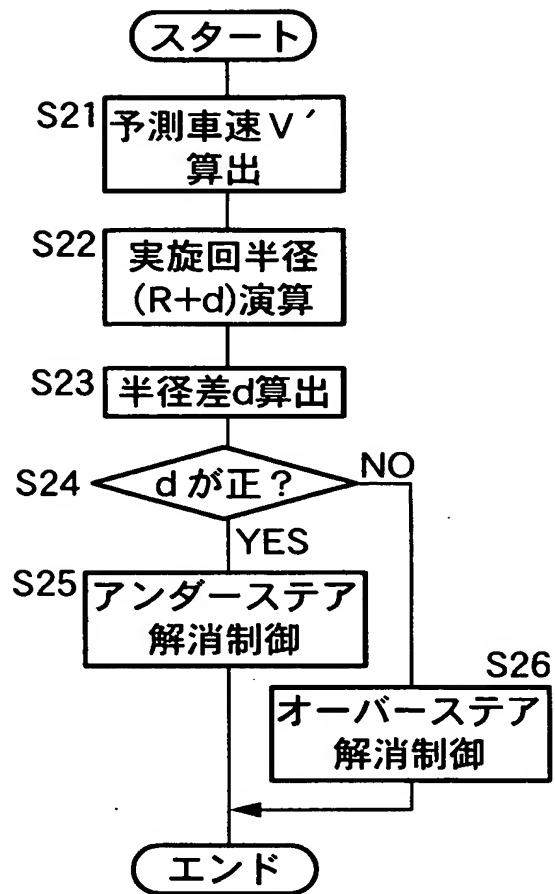 スタート
S21
予測車速V´
算出
S22
実旋回半径
(R+d)演算
S23
半径差d算出
S24
dが正?
NO
YES
S25
アンダーステア
解消制御
S26
オーバーステア
解消制御
エンド